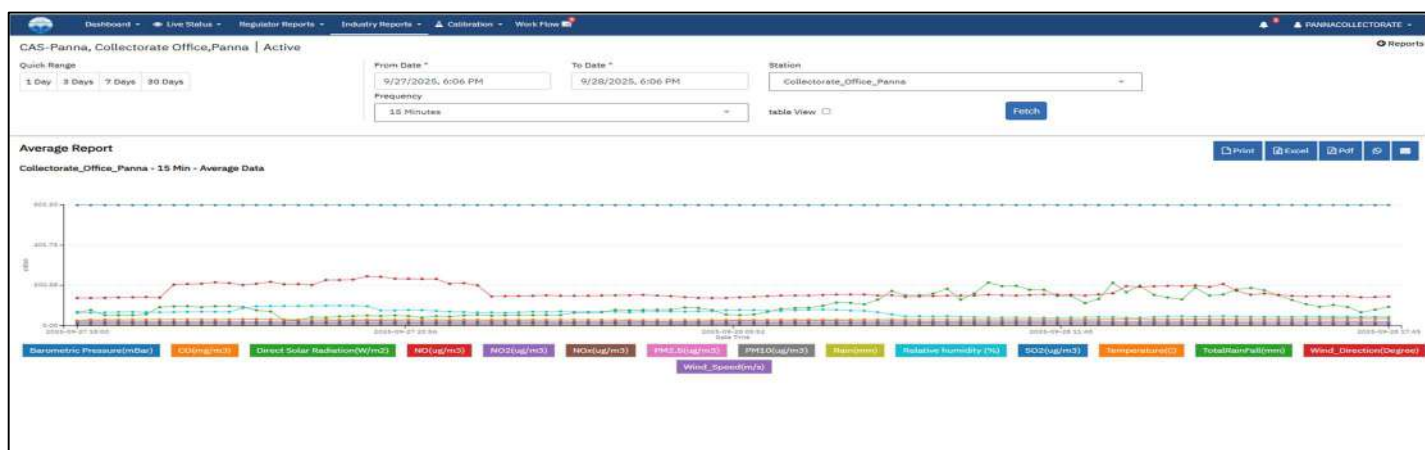 Dashboard Live Status Regulator Reports Industry Reports Calibration Work Flow PANNACOLLECTORATE
CAS-Panna, Collectorate Office,Panna | Active Reports
Quick Range From Date * To Date * Station
1 Day 3 Days 7 Days 30 Days 9/27/2025, 6:06 PM 9/28/2025, 6:06 PM Collectorate_Office_Panna
Frequency
15 Minutes table View Fetch
Average Report Print Excel Pdf
Collectorate_Office_Panna - 15 Min - Average Data
0.00
Date Time
Barometric Pressure(mBar) CO(mg/m3) Direct Solar Radiation(W/m2) NO(ug/m3) NO2(ug/m3) NOx(ug/m3) PM2.5(ug/m3) PM10(ug/m3) Rain(mm) Relative humidity (%) SO2(ug/m3) Temperature(C) TotalRainFall(mm) Wind_Direction(Degree)
Wind_Speed(m/s)